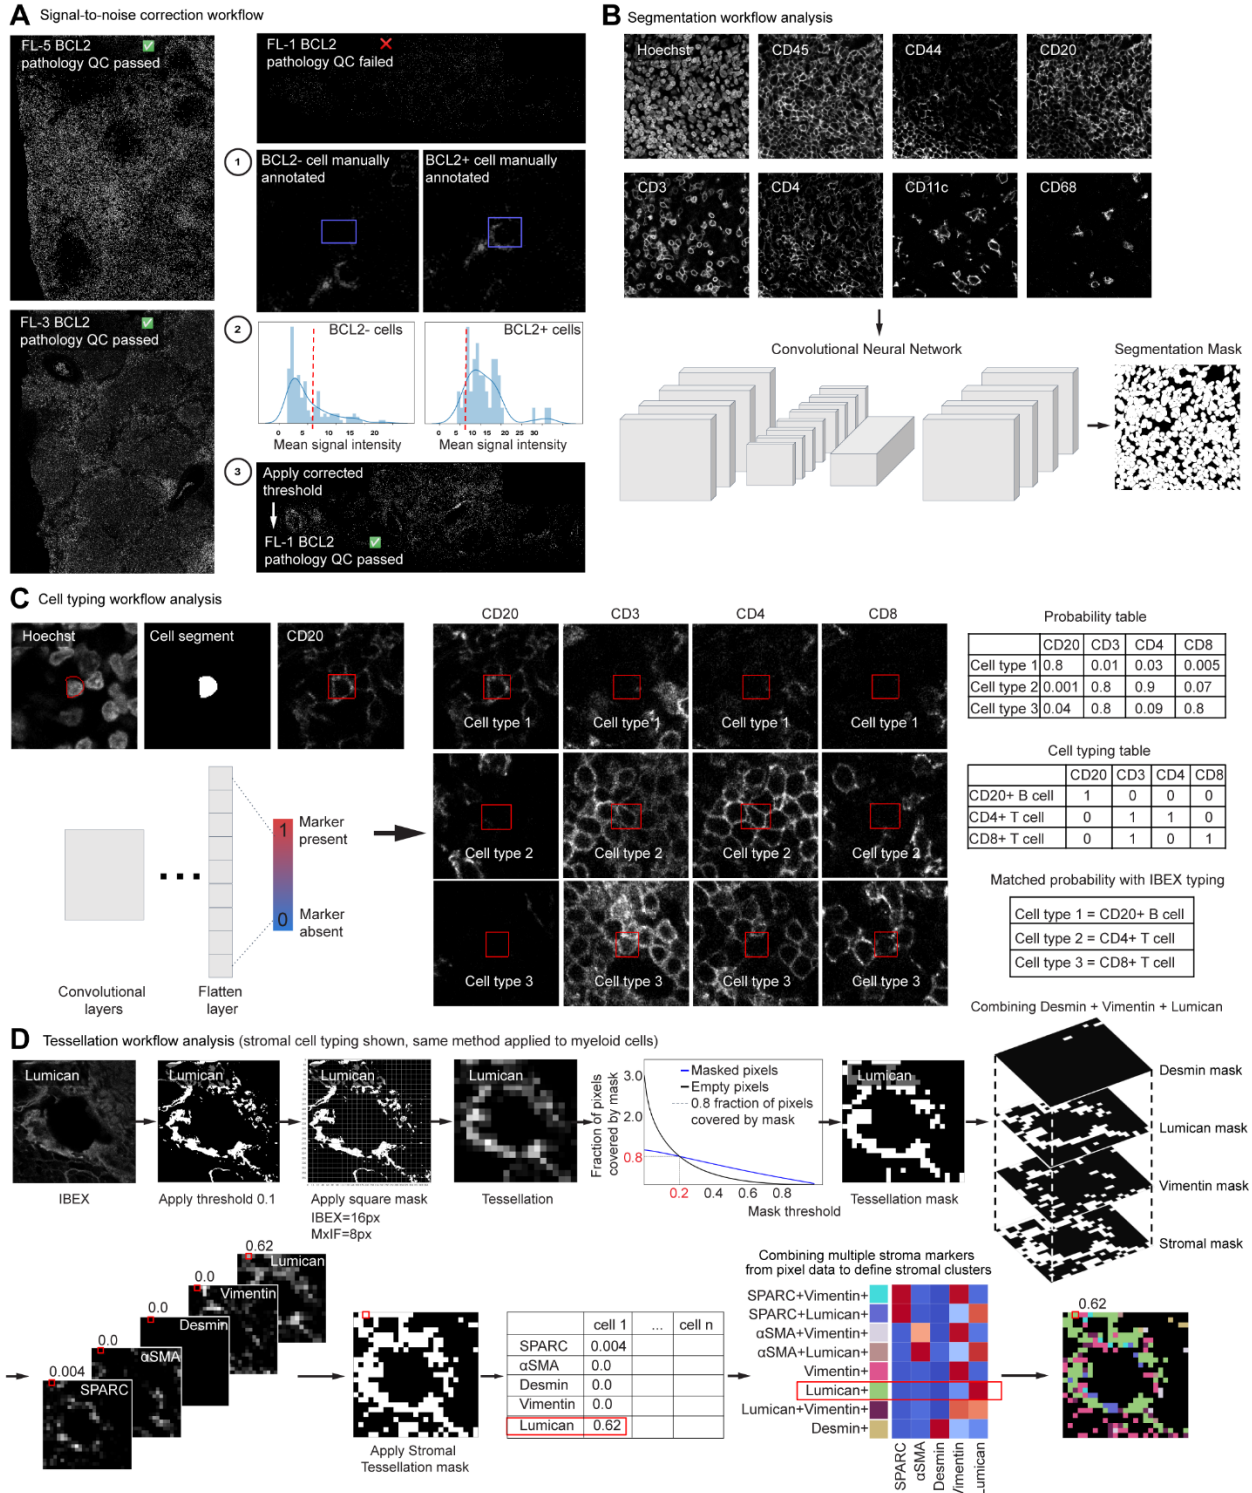 A Signal-to-noise correction workflow
FL-5 BCL2 ✅
pathology QC passed
FL-1 BCL2 ❌
pathology QC failed
1
BCL2- cell manually
annotated
BCL2+ cell manually
annotated
FL-3 BCL2 ✅
pathology QC passed
2
BCL2- cells
0 5 10 15 20
Mean signal intensity
BCL2+ cells
0 5 10 15 20 25 30
Mean signal intensity
3
Apply corrected
threshold
FL-1 BCL2 ✅
pathology QC passed
B Segmentation workflow analysis
Hoechst CD45 CD44 CD20
CD3 CD4 CD11c CD68
Convolutional Neural Network
Segmentation Mask
C Cell typing workflow analysis
Hoechst Cell segment CD20
1 Marker
present
0 Marker
absent
Convolutional
layers
Flatten
layer
CD20 CD3 CD4 CD8
Cell type 1 Cell type 1 Cell type 1 Cell type 1
Cell type 2 Cell type 2 Cell type 2 Cell type 2
Cell type 3 Cell type 3 Cell type 3 Cell type 3
Probability table
CD20 CD3 CD4 CD8
Cell type 1 0.8 0.01 0.03 0.005
Cell type 2 0.001 0.8 0.9 0.07
Cell type 3 0.04 0.8 0.09 0.8
Cell typing table
CD20 CD3 CD4 CD8
CD20+ B cell 1 0 0 0
CD4+ T cell 0 1 1 0
CD8+ T cell 0 1 0 1
Matched probability with IBEX typing
Cell type 1 = CD20+ B cell
Cell type 2 = CD4+ T cell
Cell type 3 = CD8+ T cell
D Tessellation workflow analysis (stromal cell typing shown, same method applied to myeloid cells)
Lumican
IBEX
Lumican
Apply threshold 0.1
Lumican
Apply square mask
IBEX=16px
MxIF=8px
Lumican
Tessellation
Fraction of pixels
covered by mask
3.0
2.0
0.8
Masked pixels
Empty pixels
0.8 fraction of pixels
covered by mask
0.2 0.4 0.6 0.8
Mask threshold
Lumican
Tessellation mask
Combining Desmin + Vimentin + Lumican
Desmin mask
Lumican mask
Vimentin mask
Stromal mask
0.62
Lumican
0.0
Vimentin
0.0
Desmin
0.0
αSMA
0.004
SPARC
Apply Stromal
Tessellation mask
cell 1 ... cell n
SPARC 0.004
αSMA 0.0
Desmin 0.0
Vimentin 0.0
Lumican 0.62
Combining multiple stroma markers
from pixel data to define stromal clusters
SPARC+Vimentin+
SPARC+Lumican+
αSMA+Vimentin+
αSMA+Lumican+
Vimentin+
Lumican+
Lumican+Vimentin+
Desmin+
SPARC
αSMA
Desmin
Vimentin
Lumican
0.62